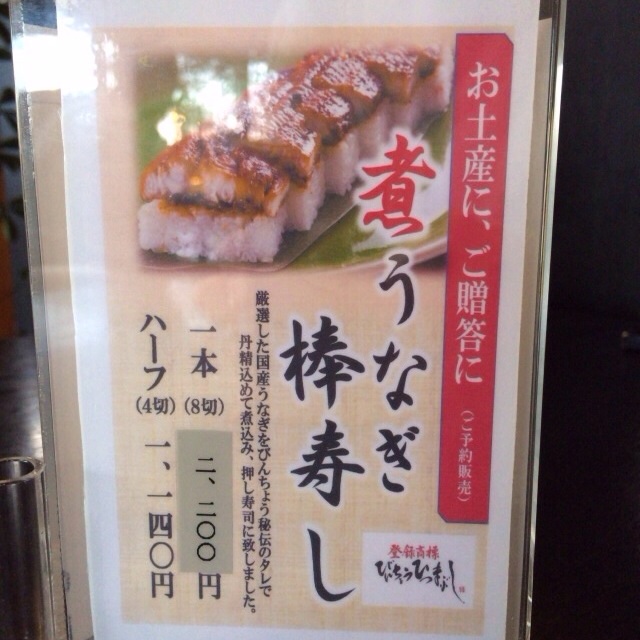 お土産に、ご贈答に（ご予約販売）
煮うなぎ
棒寿し
厳選した国産うなぎをびんちょう秘伝のタレで
丹精込めて煮込み、押し寿司に致しました。
一本（8切）二、二〇〇円
ハーフ（4切）一、一四〇円
登録商標